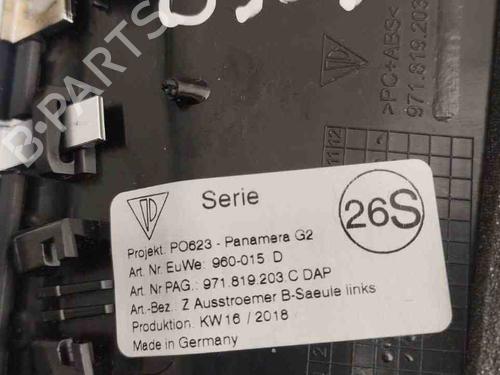 B-PARTS
>PC+ABS<
971.819.203
Serie
26S
Projekt: PO623 - Panamera G2
Art. Nr. EuWe: 960-015 D
Art. Nr PAG.: 971.819.203.C DAP
Art.-Bez.: Z Ausstroemer B-Saeule links
Produktion: KW16 / 2018
Made in Germany